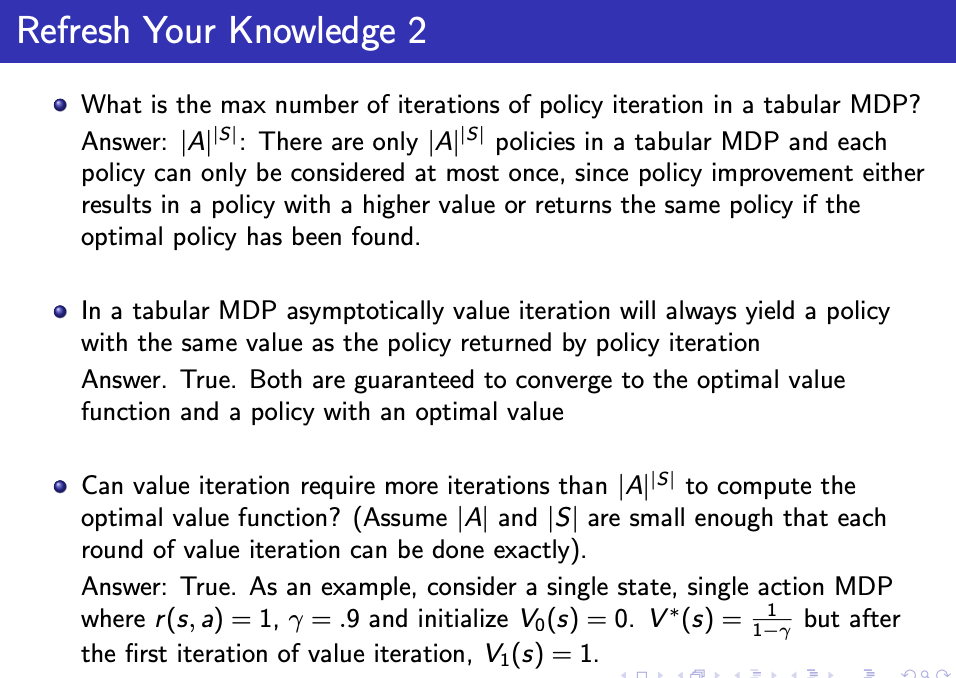 Refresh Your Knowledge 2
What is the max number of iterations of policy iteration in a tabular MDP?
Answer: |A|^{|S|}: There are only |A|^{|S|} policies in a tabular MDP and each
policy can only be considered at most once, since policy improvement either
results in a policy with a higher value or returns the same policy if the
optimal policy has been found.
In a tabular MDP asymptotically value iteration will always yield a policy
with the same value as the policy returned by policy iteration
Answer. True. Both are guaranteed to converge to the optimal value
function and a policy with an optimal value
Can value iteration require more iterations than |A|^{|S|} to compute the
optimal value function? (Assume |A| and |S| are small enough that each
round of value iteration can be done exactly).
Answer: True. As an example, consider a single state, single action MDP
where r(s, a) = 1, γ = .9 and initialize V_0(s) = 0. V*(s) = \frac{1}{1−γ} but after
the first iteration of value iteration, V_1(s) = 1.